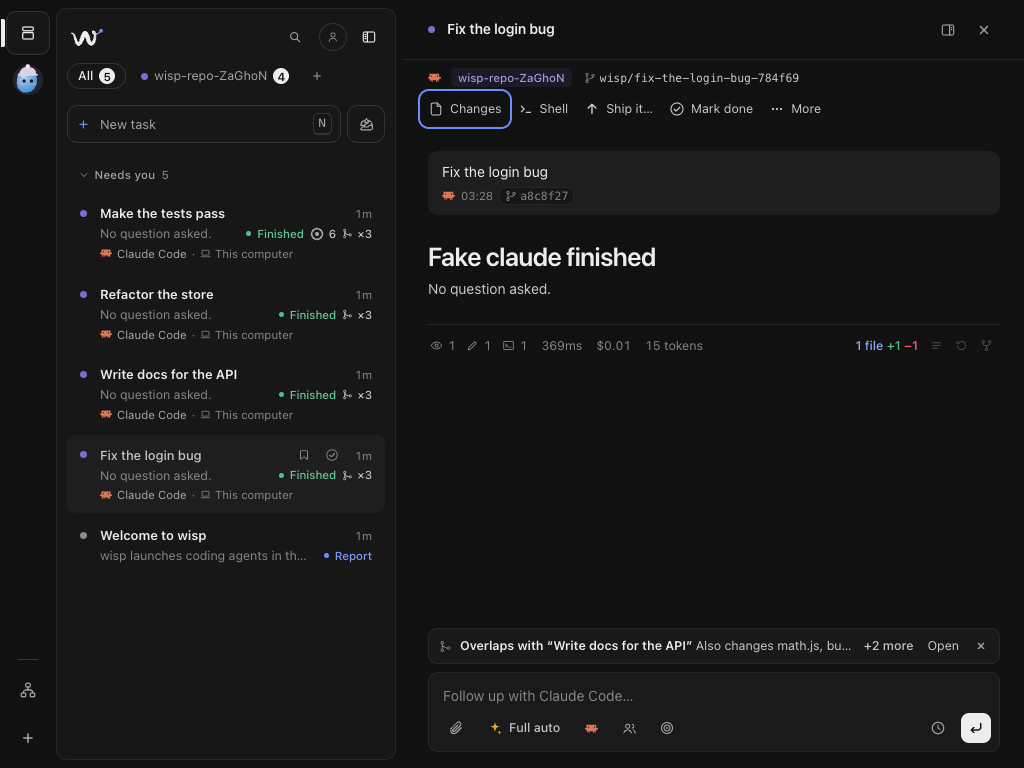 All 5
wisp-repo-ZaGhoN 4
New task N
Needs you 5
Make the tests pass 1m
No question asked. Finished 6 ×3
Claude Code · This computer
Refactor the store 1m
No question asked. Finished ×3
Claude Code · This computer
Write docs for the API 1m
No question asked. Finished ×3
Claude Code · This computer
Fix the login bug 1m
No question asked. Finished ×3
Claude Code · This computer
Welcome to wisp 1m
wisp launches coding agents in th... Report
Fix the login bug
wisp-repo-ZaGhoN wisp/fix-the-login-bug-784f69
Changes Shell Ship it... Mark done More
Fix the login bug
03:28 a8c8f27
Fake claude finished
No question asked.
1 1 1 369ms $0.01 15 tokens 1 file +1 −1
Overlaps with “Write docs for the API” Also changes math.js, bu... +2 more Open
Follow up with Claude Code...
Full auto